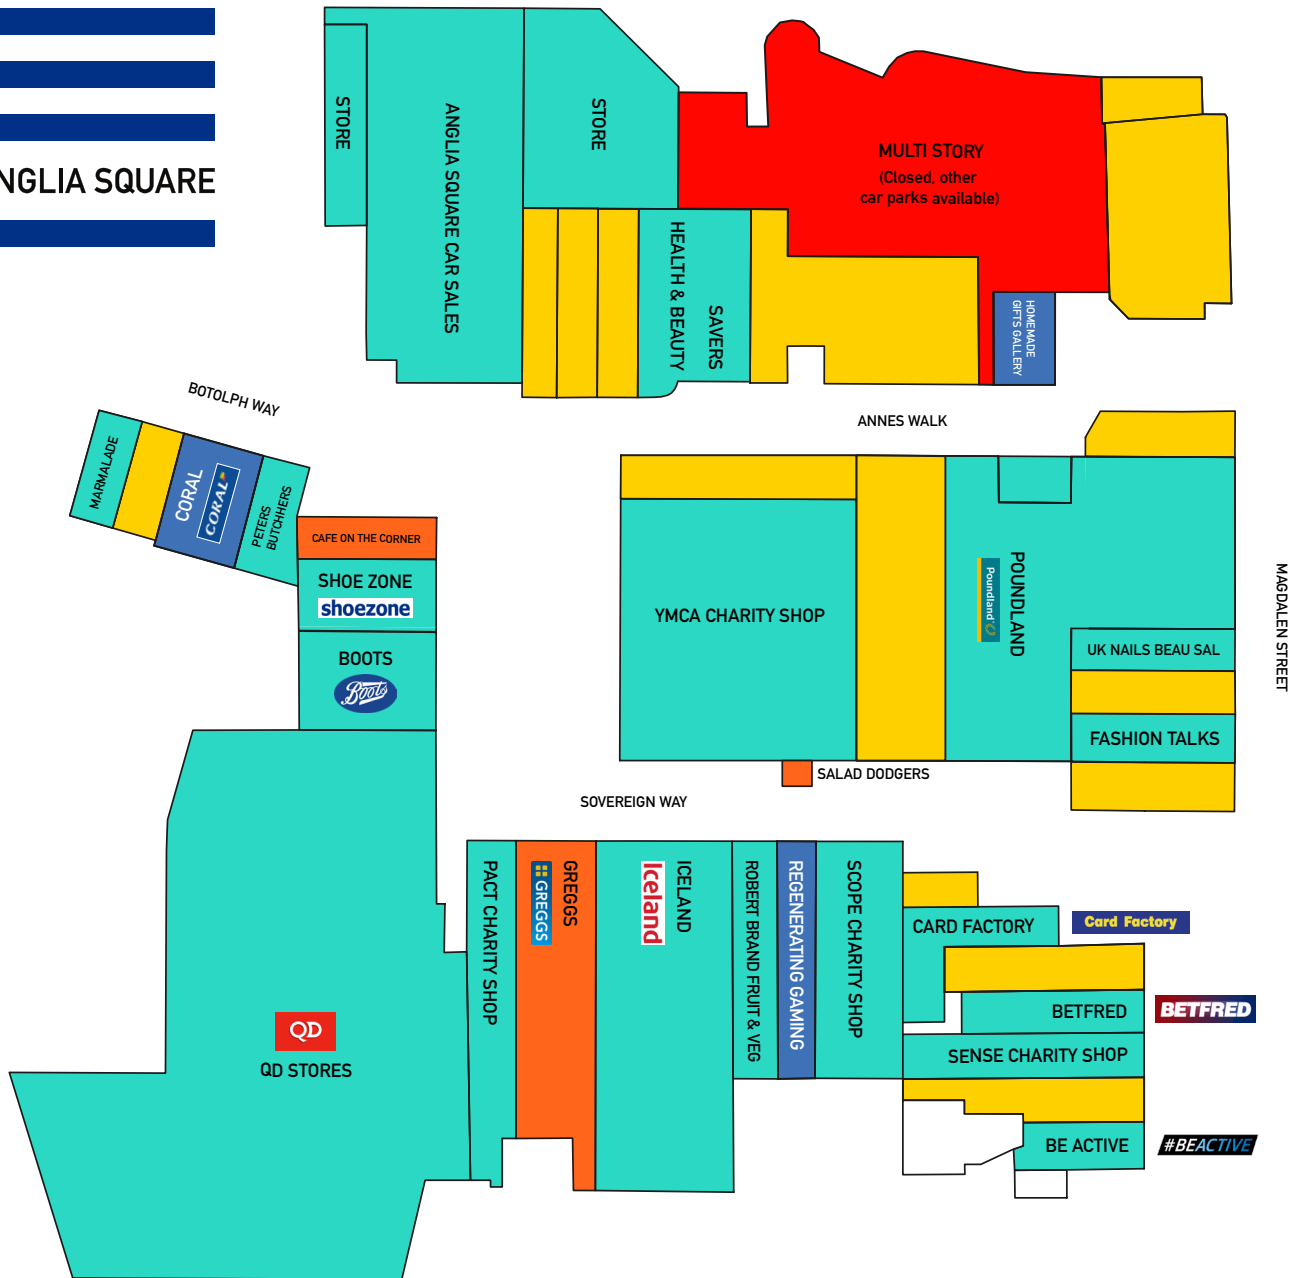 NGLIA SQUARE
STORE
ANGLIA SQUARE CAR SALES
STORE
HEALTH & BEAUTY
SAVERS
MULTI STORY
(Closed, other
car parks available)
HOMEMADE
GIFTS GALLERY
BOTOLPH WAY
ANNES WALK
MARMALADE
CORAL
CORAL
PETERS
BUTCHHERS
CAFE ON THE CORNER
SHOE ZONE
shoezone
BOOTS
Boots
YMCA CHARITY SHOP
POUNDLAND
Poundland
UK NAILS BEAU SAL
FASHION TALKS
MAGDALEN STREET
SALAD DODGERS
SOVEREIGN WAY
QD
QD STORES
PACT CHARITY SHOP
GREGGS
GREGGS
ICELAND
Iceland
ROBERT BRAND FRUIT & VEG
REGENERATING GAMING
SCOPE CHARITY SHOP
CARD FACTORY
Card Factory
BETFRED
BETFRED
SENSE CHARITY SHOP
BE ACTIVE
#BEACTIVE